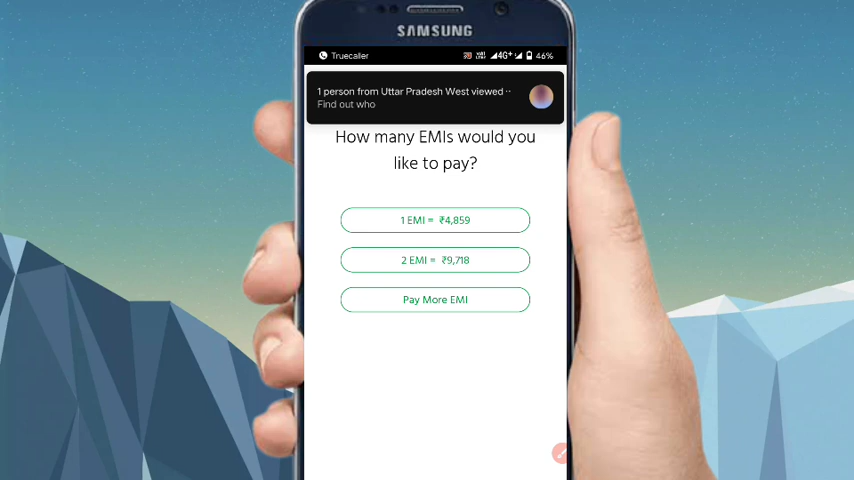 SAMSUNG
Truecaller 4G+ 46%
1 person from Uttar Pradesh West viewed ··
Find out who
How many EMIs would you
like to pay?
1 EMI = ₹4,859
2 EMI = ₹9,718
Pay More EMI